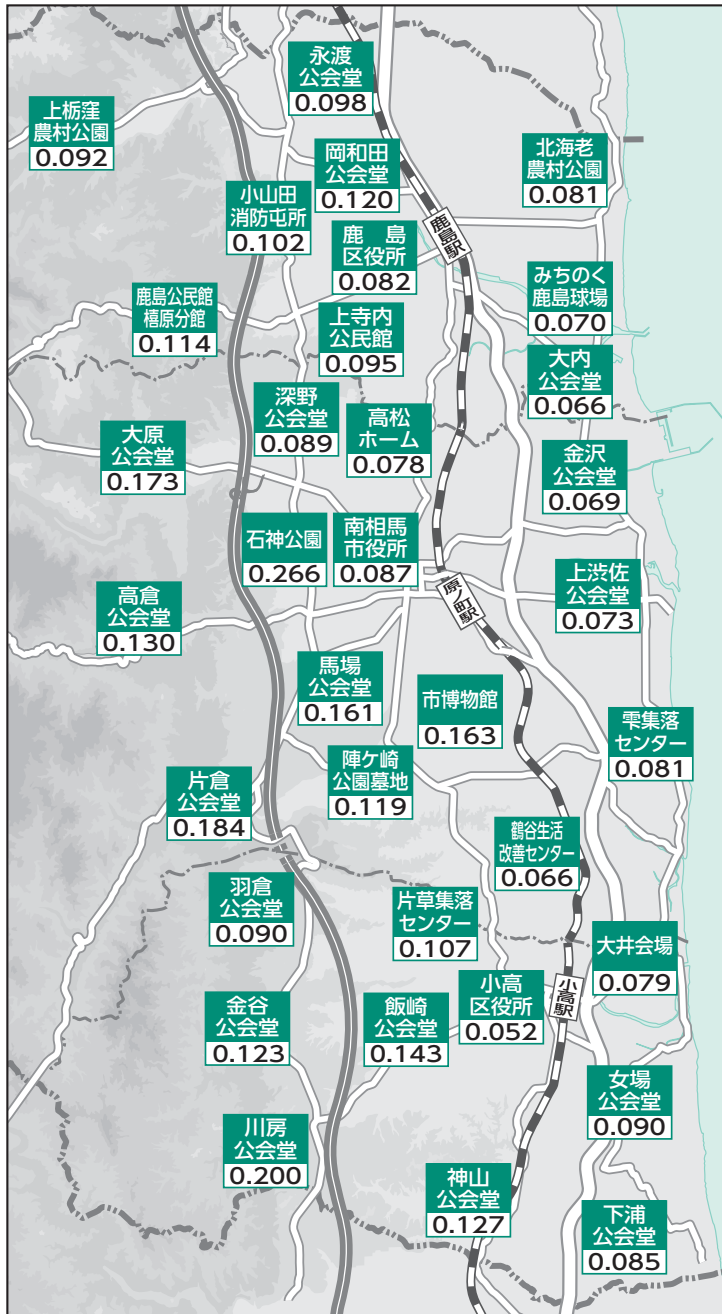 永渡
公会堂
0.098
上栃窪
農村公園
0.092
岡和田
公会堂
0.120
北海老
農村公園
0.081
小山田
消防屯所
0.102
鹿島駅
鹿　島
区役所
0.082
みちのく
鹿島球場
0.070
鹿島公民館
橲原分館
0.114
上寺内
公民館
0.095
大内
公会堂
0.066
深野
公会堂
0.089
高松
ホーム
0.078
大原
公会堂
0.173
金沢
公会堂
0.069
石神公園
0.266
南相馬
市役所
0.087
原ノ町駅
上渋佐
公会堂
0.073
高倉
公会堂
0.130
馬場
公会堂
0.161
市博物館
0.163
雫集落
センター
0.081
陣ケ崎
公園墓地
0.119
片倉
公会堂
0.184
鶴谷生活
改善センター
0.066
羽倉
公会堂
0.090
片草集落
センター
0.107
大井会場
0.079
小高
区役所
0.052
小高駅
金谷
公会堂
0.123
飯崎
公会堂
0.143
女場
公会堂
0.090
川房
公会堂
0.200
神山
公会堂
0.127
下浦
公会堂
0.085